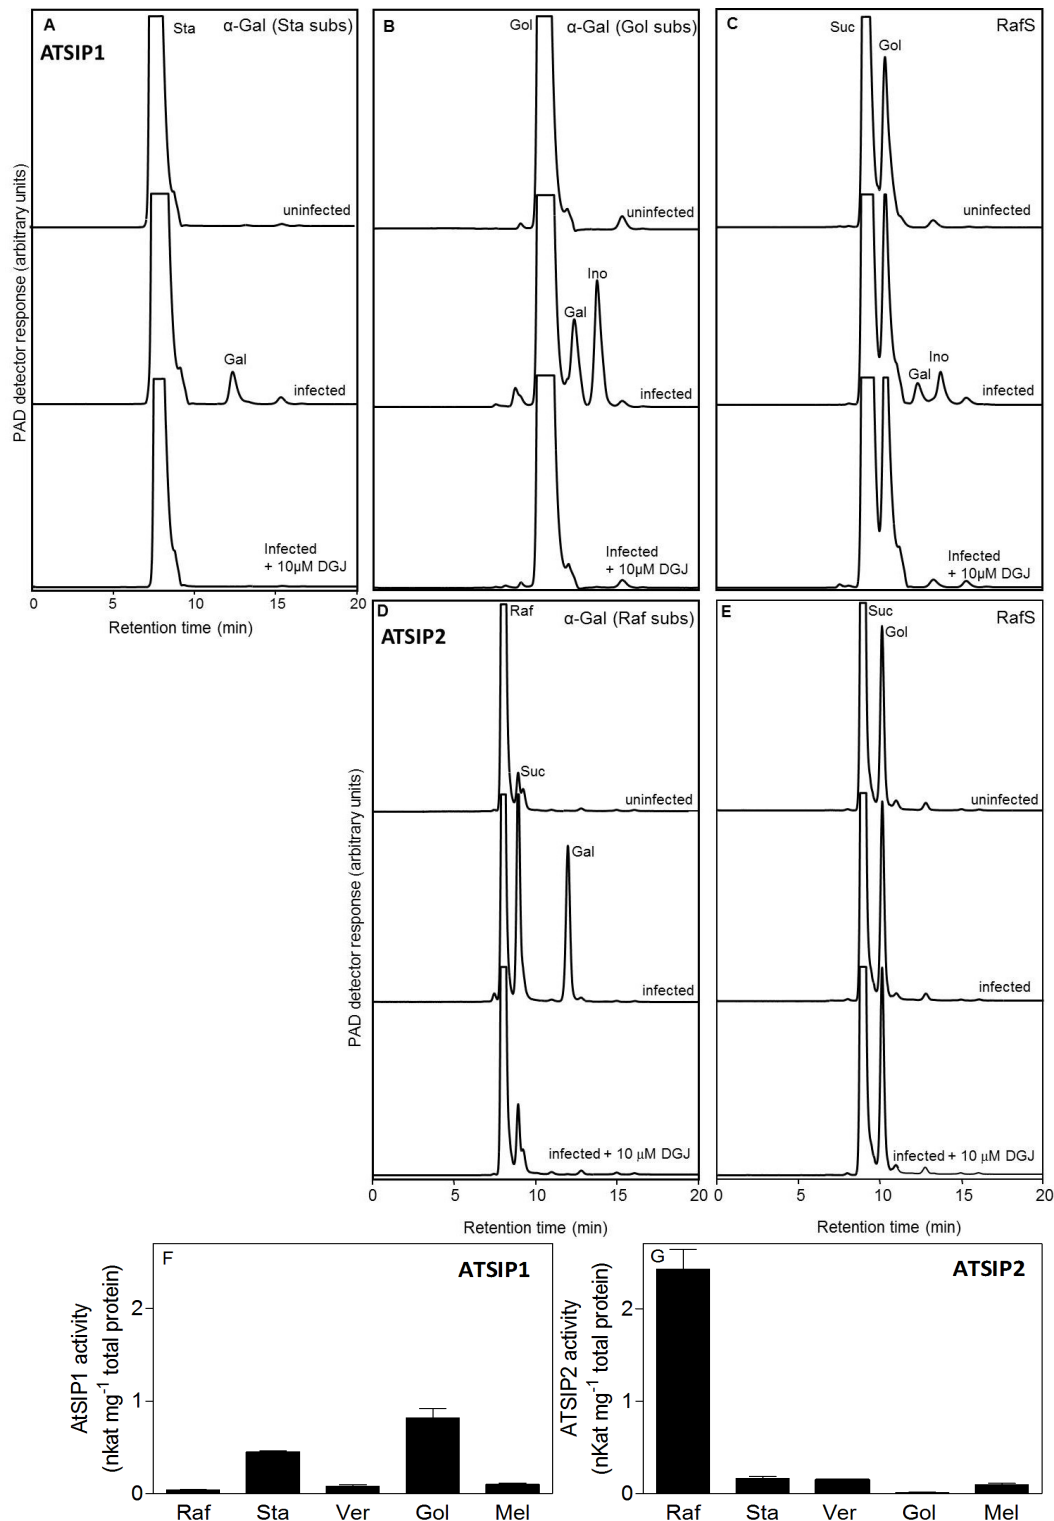 A
Sta
α-Gal (Sta subs)
ATSIP1
uninfected
Gal
infected
Infected
+ 10µM DGJ
PAD detector response (arbitrary units)
0 5 10 15 20
Retention time (min)
B
Gol
α-Gal (Gol subs)
uninfected
Ino
Gal
infected
Infected
+ 10µM DGJ
C
Suc
Gol
RafS
uninfected
Ino
Gal
infected
Infected
+ 10µM DGJ
D
Raf
α-Gal (Raf subs)
ATSIP2
Suc
uninfected
Gal
infected
infected + 10 µM DGJ
PAD detector response (arbitrary units)
0 5 10 15 20
Retention time (min)
E
Suc
RafS
Gol
uninfected
infected
infected + 10 µM DGJ
0 5 10 15 20
Retention time (min)
F
ATSIP1
AtSIP1 activity
(nkat mg-1 total protein)
2
1
0
Raf Sta Ver Gol Mel
G
ATSIP2
ATSIP2 activity
(nKat mg-1 total protein)
2
1
0
Raf Sta Ver Gol Mel